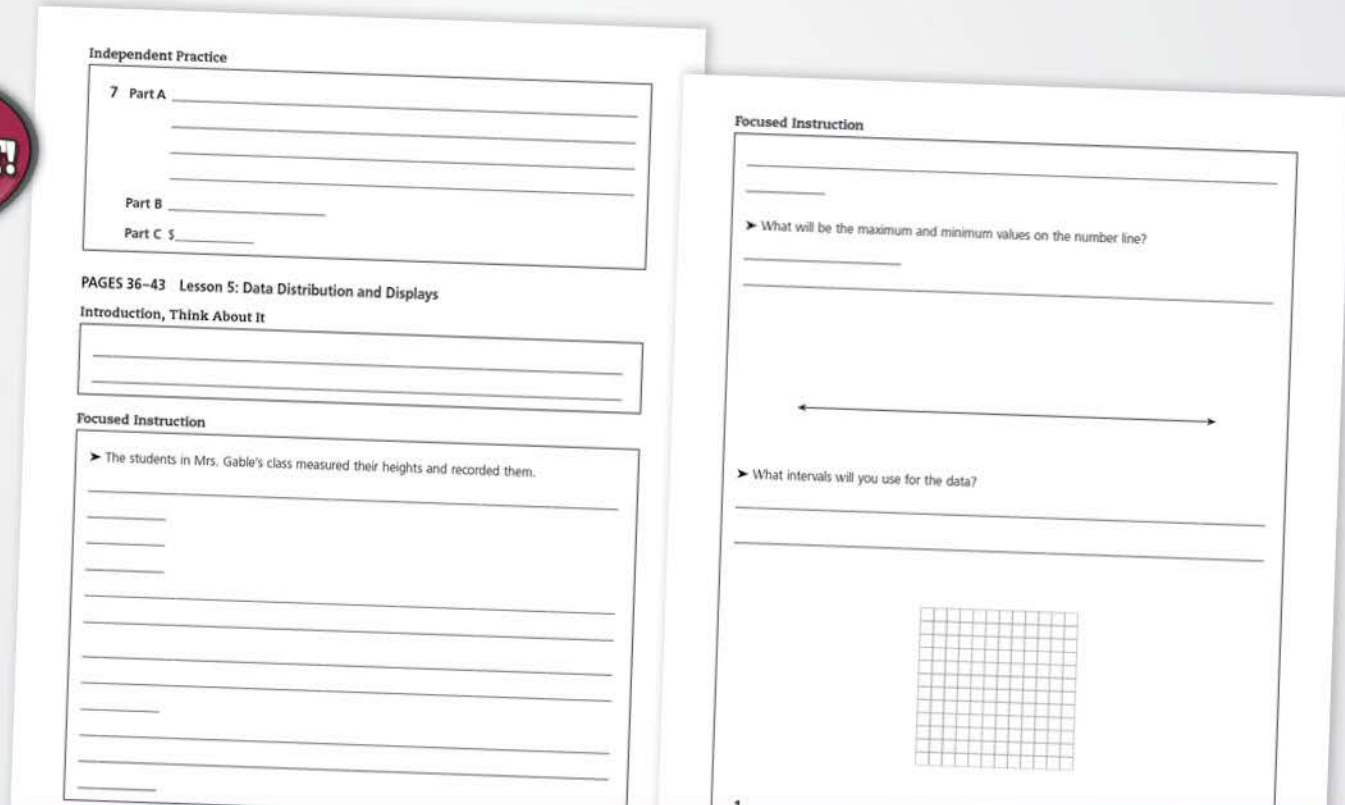 Independent Practice
7 Part A
Part B
Part C $
PAGES 36–43 Lesson 5: Data Distribution and Displays
Introduction, Think About It
Focused Instruction
➤ The students in Mrs. Gable's class measured their heights and recorded them.
Focused Instruction
➤ What will be the maximum and minimum values on the number line?
➤ What intervals will you use for the data?